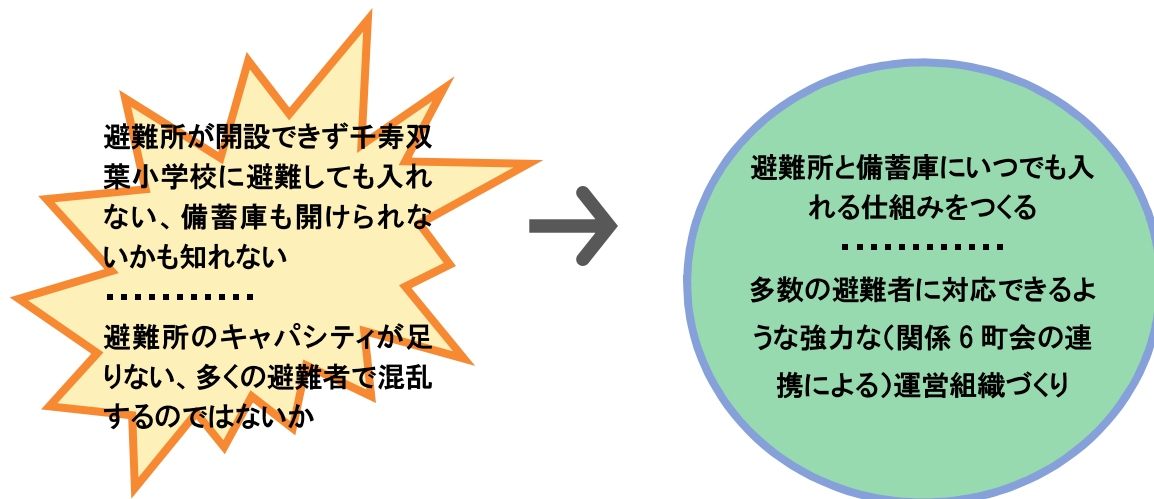 避難所が開設できず千寿双
葉小学校に避難しても入れ
ない、備蓄庫も開けられな
いかも知れない
…………
避難所のキャパシティが足
りない、多くの避難者で混乱
するのではないか
避難所と備蓄庫にいつでも入
れる仕組みをつくる
…………
多数の避難者に対応できるよ
うな強力な(関係６町会の連
携による)運営組織づくり